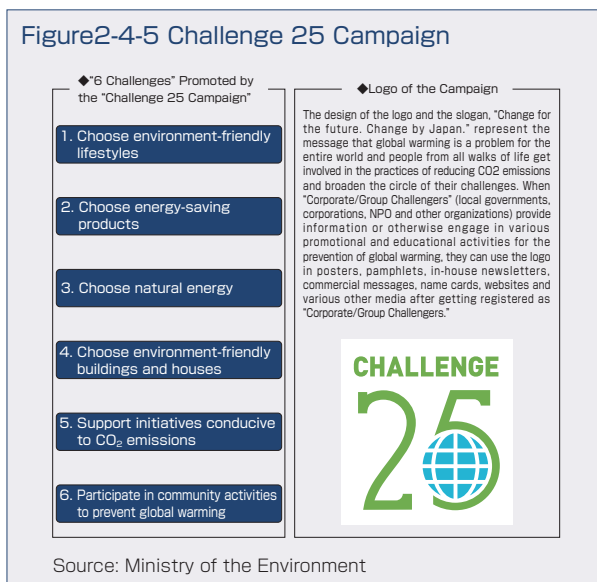 Figure2-4-5 Challenge 25 Campaign
◆“6 Challenges” Promoted by
the “Challenge 25 Campaign”
1. Choose environment-friendly
lifestyles
2. Choose energy-saving
products
3. Choose natural energy
4. Choose environment-friendly
buildings and houses
5. Support initiatives conducive
to CO₂ emissions
6. Participate in community activities
to prevent global warming
◆Logo of the Campaign
The design of the logo and the slogan, “Change for
the future. Change by Japan.” represent the
message that global warming is a problem for the
entire world and people from all walks of life get
involved in the practices of reducing CO2 emissions
and broaden the circle of their challenges. When
“Corporate/Group Challengers” (local governments,
corporations, NPO and other organizations) provide
information or otherwise engage in various
promotional and educational activities for the
prevention of global warming, they can use the logo
in posters, pamphlets, in-house newsletters,
commercial messages, name cards, websites and
various other media after getting registered as
“Corporate/Group Challengers.”
CHALLENGE
25
Source: Ministry of the Environment